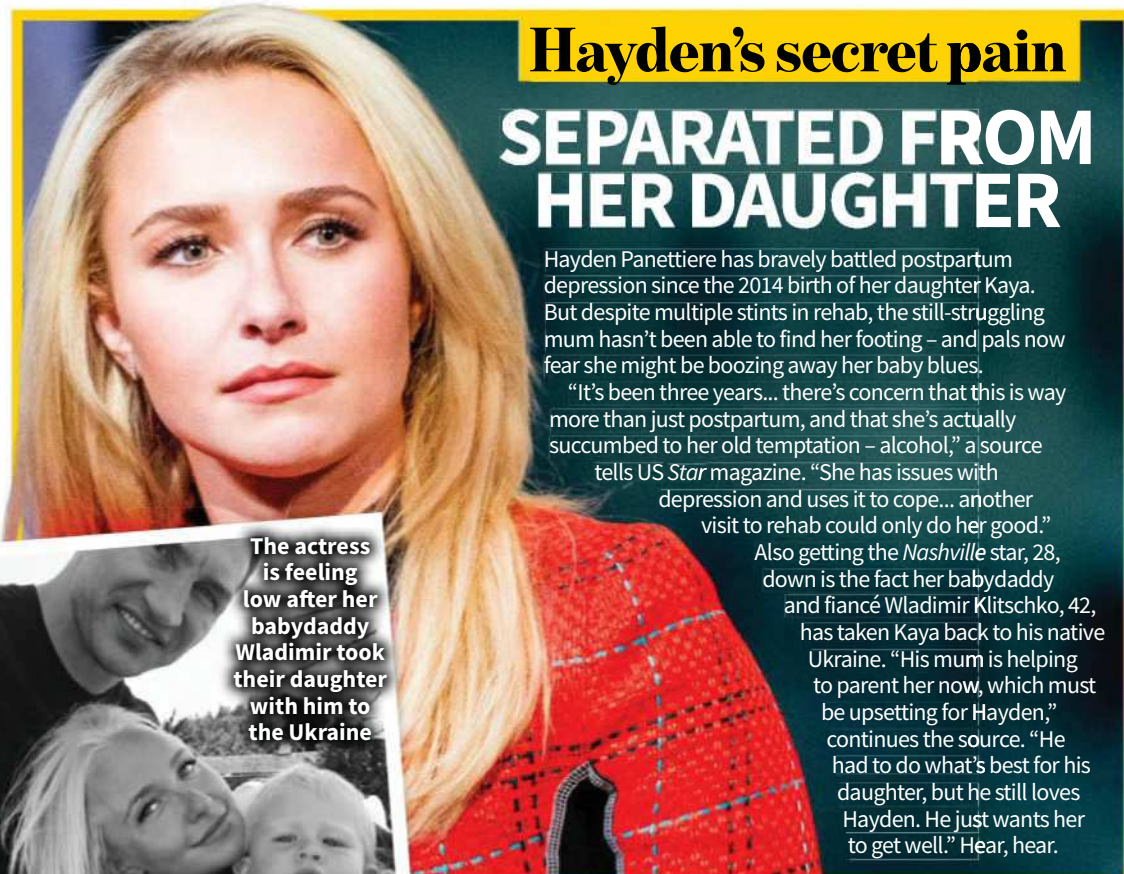 Hayden’s secret pain
SEPARATED FROM
HER DAUGHTER
Hayden Panettiere has bravely battled postpartum
depression since the 2014 birth of her daughter Kaya.
But despite multiple stints in rehab, the still-struggling
mum hasn’t been able to find her footing – and pals now
fear she might be boozing away her baby blues.
“It’s been three years... there’s concern that this is way
more than just postpartum, and that she’s actually
succumbed to her old temptation – alcohol,” a source
tells US Star magazine. “She has issues with
depression and uses it to cope... another
visit to rehab could only do her good.”
Also getting the Nashville star, 28,
down is the fact her babydaddy
and fiancé Wladimir Klitschko, 42,
has taken Kaya back to his native
Ukraine. “His mum is helping
to parent her now, which must
be upsetting for Hayden,”
continues the source. “He
had to do what’s best for his
daughter, but he still loves
Hayden. He just wants her
to get well.” Hear, hear.
The actress
is feeling
low after her
babydaddy
Wladimir took
their daughter
with him to
the Ukraine